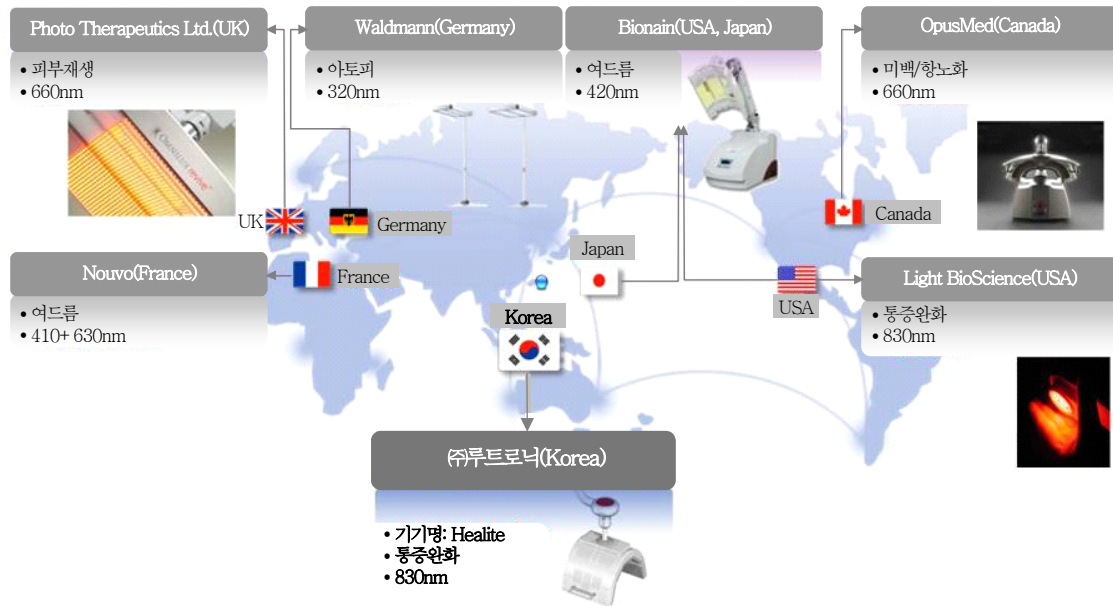 Photo Therapeutics Ltd.(UK)
• 피부재생
• 660nm
Waldmann(Germany)
• 아토피
• 320nm
Bionain(USA, Japan)
• 여드름
• 420nm
OpusMed(Canada)
• 미백/항노화
• 660nm
revive
UK
Germany
Canada
Japan
France
USA
Korea
Nouvo(France)
• 여드름
• 410+ 630nm
Light BioScience(USA)
• 통증완화
• 830nm
㈜루트로닉(Korea)
• 기기명: Healite
• 통증완화
• 830nm